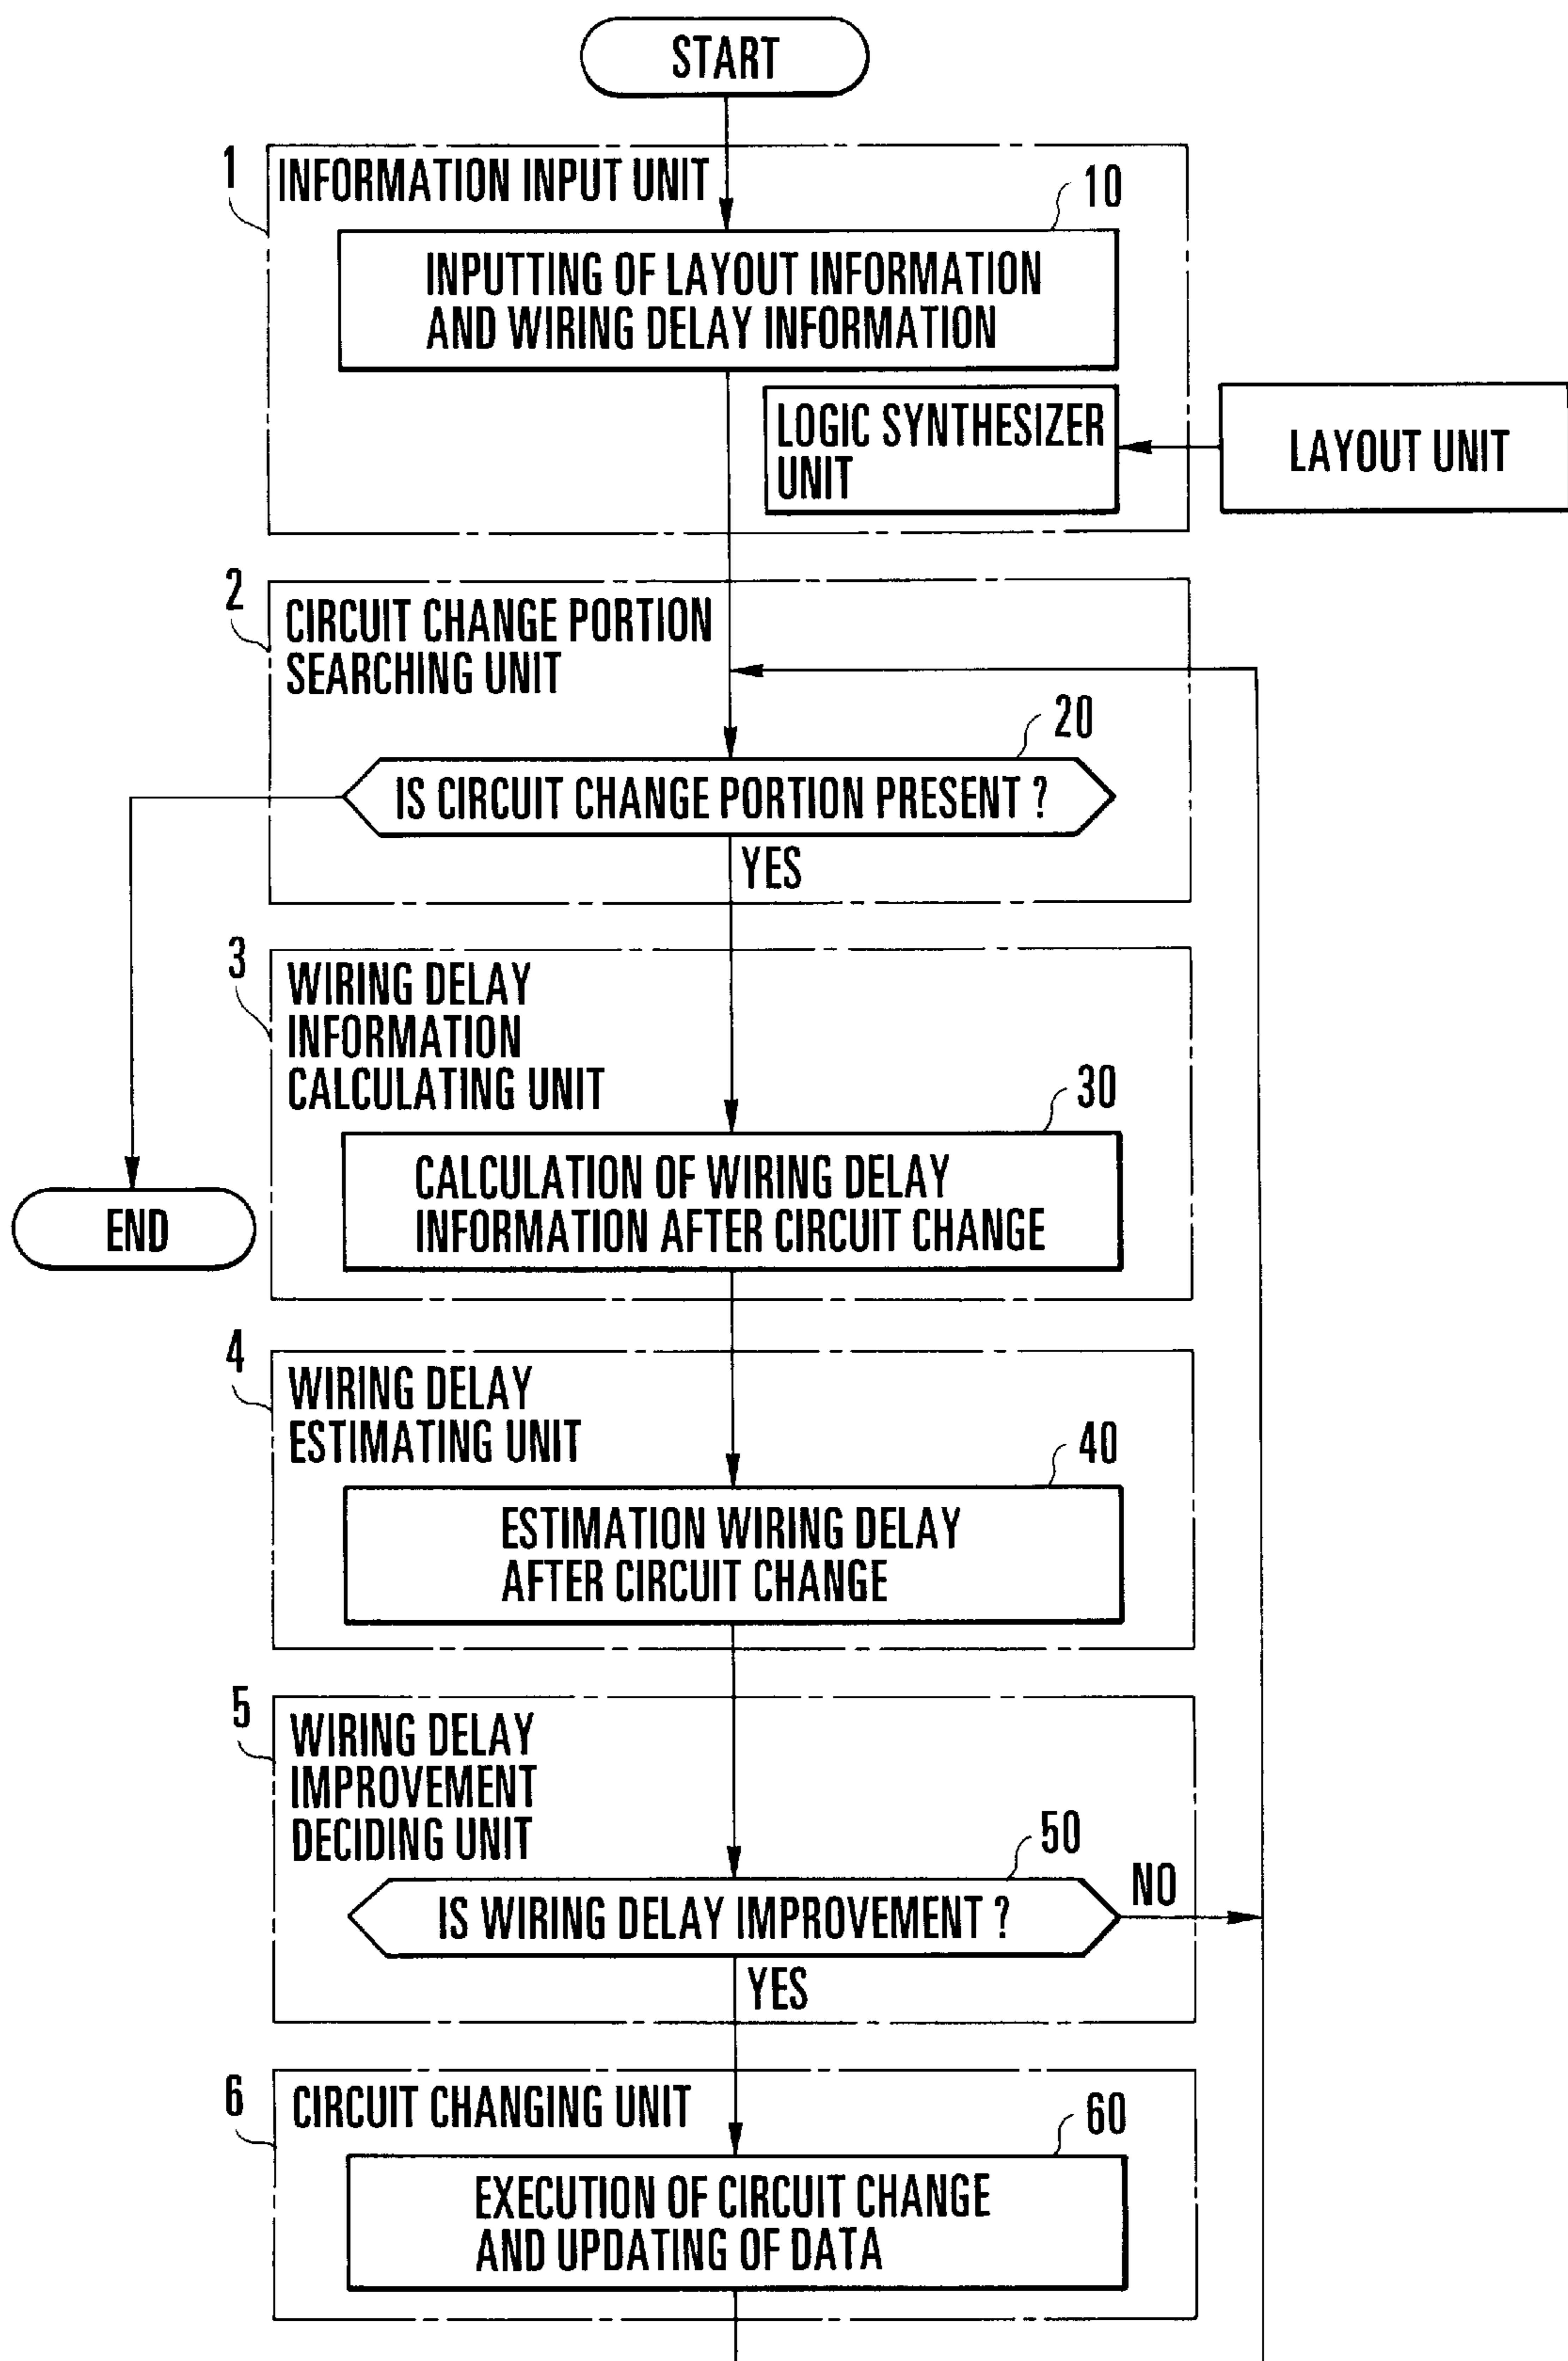 START
1
INFORMATION INPUT UNIT
10
INPUTTING OF LAYOUT INFORMATION
AND WIRING DELAY INFORMATION
LOGIC SYNTHESIZER
UNIT
LAYOUT UNIT
2
CIRCUIT CHANGE PORTION
SEARCHING UNIT
20
IS CIRCUIT CHANGE PORTION PRESENT ?
YES
3
WIRING DELAY
INFORMATION
CALCULATING UNIT
30
CALCULATION OF WIRING DELAY
INFORMATION AFTER CIRCUIT CHANGE
END
4
WIRING DELAY
ESTIMATING UNIT
40
ESTIMATION WIRING DELAY
AFTER CIRCUIT CHANGE
5
WIRING DELAY
IMPROVEMENT
DECIDING UNIT
50
NO
IS WIRING DELAY IMPROVEMENT ?
YES
6
CIRCUIT CHANGING UNIT
60
EXECUTION OF CIRCUIT CHANGE
AND UPDATING OF DATA